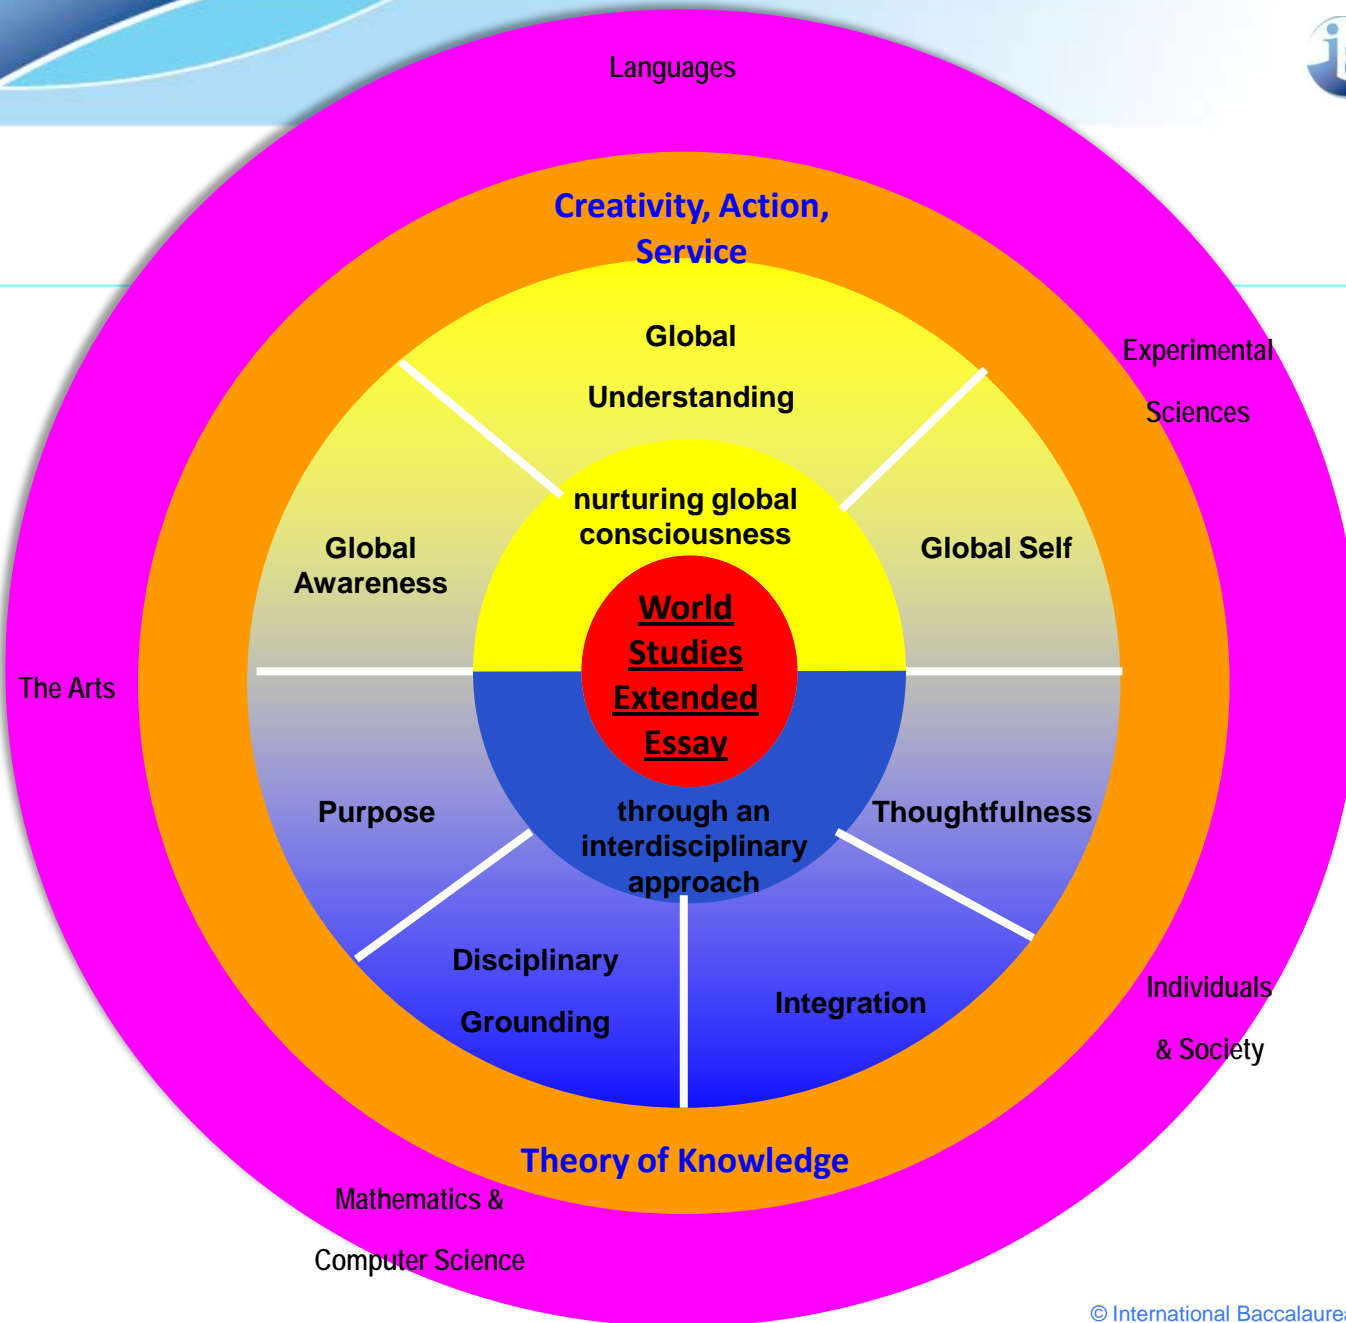 Languages
Creativity, Action,
Service
Global
Understanding
Experimental
Sciences
nurturing global
consciousness
Global
Awareness
Global Self
World
Studies
Extended
Essay
The Arts
Purpose
through an
interdisciplinary
approach
Thoughtfulness
Disciplinary
Grounding
Integration
Individuals
& Society
Theory of Knowledge
Mathematics &
Computer Science
© International